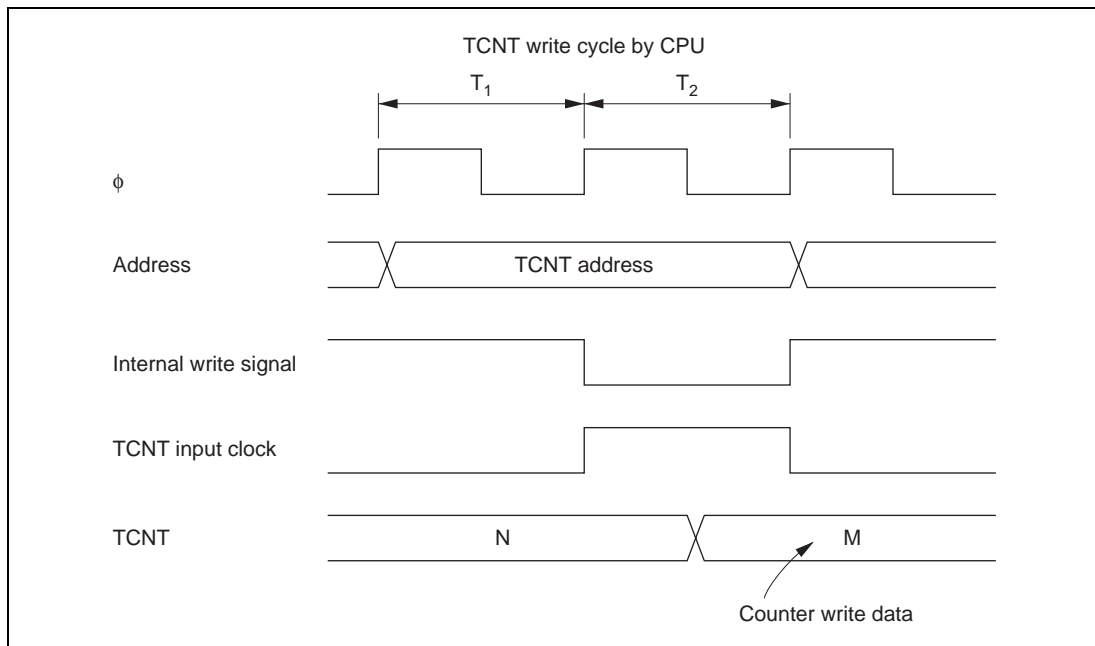 TCNT write cycle by CPU
T1 T2
ϕ
Address TCNT address
Internal write signal
TCNT input clock
TCNT N M
Counter write data